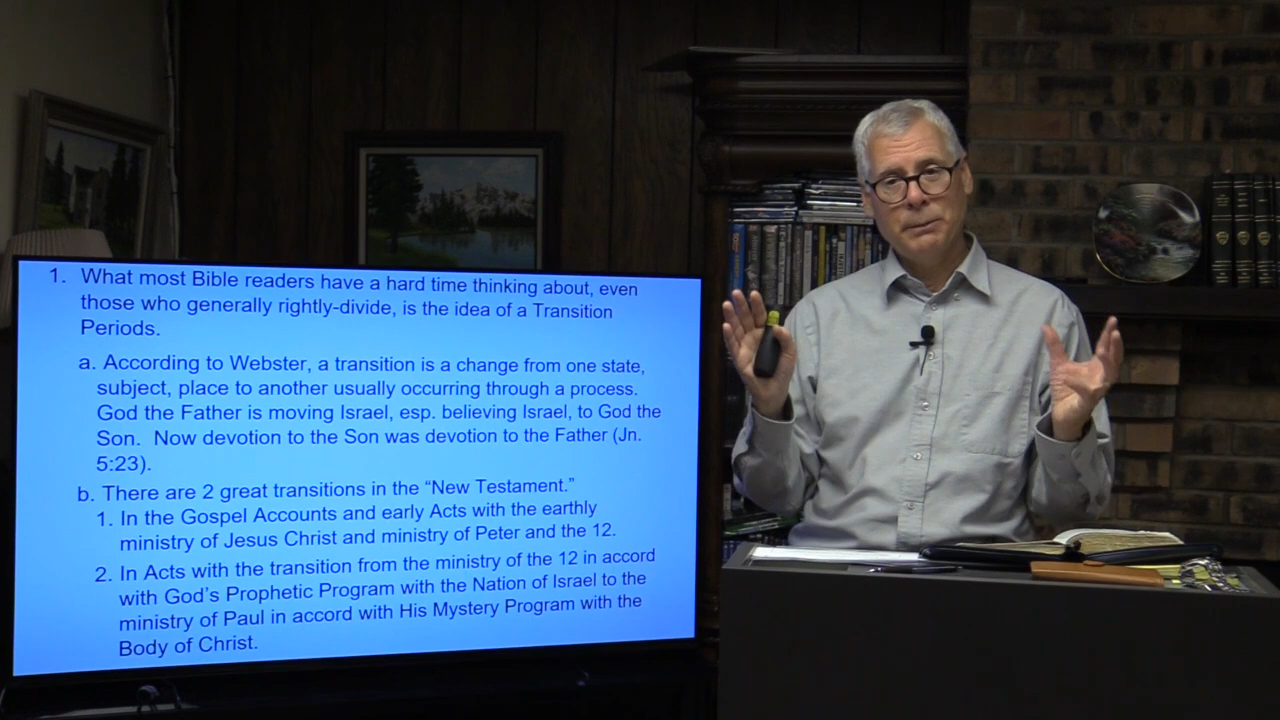 1. What most Bible readers have a hard time thinking about, even
those who generally rightly-divide, is the idea of a Transition
Periods.
a. According to Webster, a transition is a change from one state,
subject, place to another usually occurring through a process.
God the Father is moving Israel, esp. believing Israel, to God the
Son. Now devotion to the Son was devotion to the Father (Jn.
5:23).
b. There are 2 great transitions in the “New Testament.”
1. In the Gospel Accounts and early Acts with the earthly
ministry of Jesus Christ and ministry of Peter and the 12.
2. In Acts with the transition from the ministry of the 12 in accord
with God’s Prophetic Program with the Nation of Israel to the
ministry of Paul in accord with His Mystery Program with the
Body of Christ.